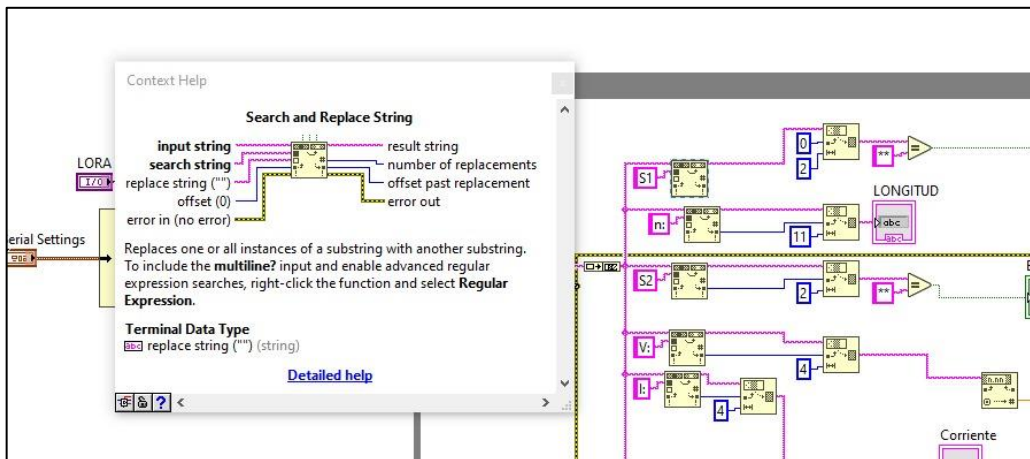 Context Help
Search and Replace String
input string
search string
replace string ("")
offset (0)
error in (no error)
result string
number of replacements
offset past replacement
error out
Replaces one or all instances of a substring with another substring.
To include the multiline? input and enable advanced regular
expression searches, right-click the function and select Regular
Expression.
Terminal Data Type
abc replace string ("") (string)
Detailed help
LORA
I/O
erial Settings
S1
0
2
**
=
LONGITUD
n:
11
abc
abc
S2
2
**
=
V:
4
I:
4
n.nn
Corriente